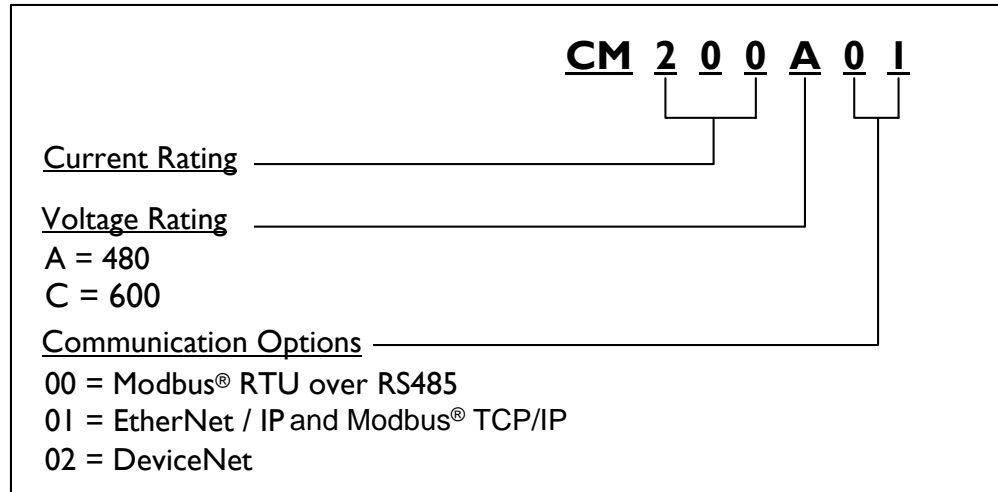 CM 2 0 0 A 0 1
Current Rating
Voltage Rating
A = 480
C = 600
Communication Options
00 = Modbus® RTU over RS485
01 = EtherNet / IP and Modbus® TCP/IP
02 = DeviceNet